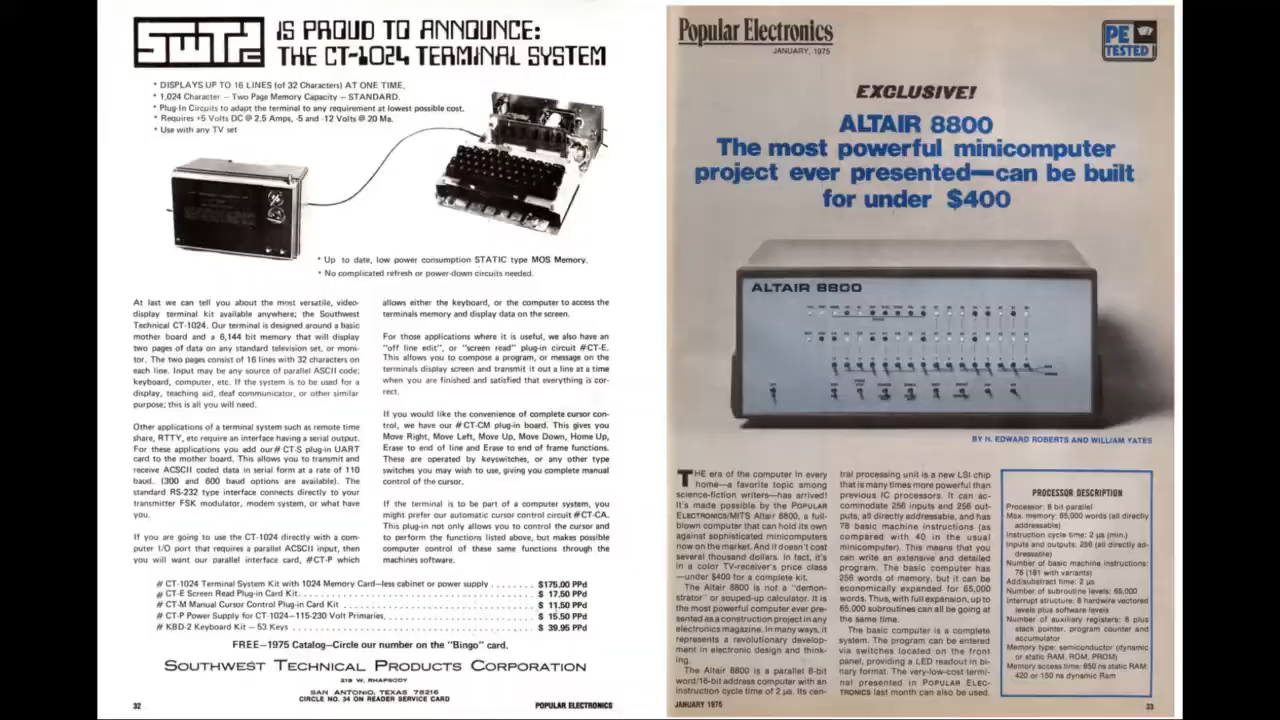 SWTPC
IS PROUD TO ANNOUNCE:
THE CT-1024 TERMINAL SYSTEM
* DISPLAYS UP TO 16 LINES (of 32 Characters) AT ONE TIME.
* 1,024 Character — Two Page Memory Capacity — STANDARD.
* Plug-In Circuits to adapt the terminal to any requirement at lowest possible cost.
* Requires +5 Volts DC @ 2.5 Amps, -5 and -12 Volts @ 20 Ma.
* Use with any TV set
* Up to date, low power consumption STATIC type MOS Memory.
* No complicated refresh or power-down circuits needed.
At last we can tell you about the most versatile, video-
display terminal kit available anywhere; the Southwest
Technical CT-1024. Our terminal is designed around a basic
mother board and a 6,144 bit memory that will display
two pages of data on any standard television set, or moni-
tor. The two pages consist of 16 lines with 32 characters on
each line. Input may be any source of parallel ASCII code;
keyboard, computer, etc. If the system is to be used for a
display, teaching aid, deaf communicator, or other similar
purpose; this is all you will need.
Other applications of a terminal system such as remote time
share, RTTY, etc require an interface having a serial output.
For these applications you add our# CT-S plug-in UART
card to the mother board. This allows you to transmit and
receive ACSCII coded data in serial form at a rate of 110
baud. (300 and 600 baud options are available). The
standard RS-232 type interface connects directly to your
transmitter FSK modulator, modem system, or what have
you.
If you are going to use the CT-1024 directly with a com-
puter I/O port that requires a parallel ASCII input, then
you will want our parallel interface card, #CT-P which
allows either the keyboard, or the computer to access the
terminals memory and display data on the screen.
For those applications where it is useful, we also have an
"off line edit", or "screen read" plug-in circuit #CT-E.
This allows you to compose a program, or message on the
terminals display screen and transmit it out a line at a time
when you are finished and satisfied that everything is cor-
rect.
If you would like the convenience of complete cursor con-
trol, we have our #CT-CM plug-in board. This gives you
Move Right, Move Left, Move Up, Move Down, Home Up,
Erase to end of line and Erase to end of frame functions.
These are operated by keyswitches, or any other type
switches you may wish to use, giving you complete manual
control of the cursor.
If the terminal is to be part of a computer system, you
might prefer our automatic cursor control circuit #CT-CA.
This plug-in not only allows you to control the cursor and
to perform the functions listed above, but makes possible
computer control of these same functions through the
machines software.
# CT-1024 Terminal System Kit with 1024 Memory Card—less cabinet or power supply . . . . . . . . $175.00 PPd
# CT-E Screen Read Plug-in Card Kit. . . . $ 17.50 PPd
# CT-M Manual Cursor Control Plug-in Card Kit . . . . $ 11.50 PPd
# CT-P Power Supply for CT-1024—115-230 Volt Primaries. . . . $ 15.50 PPd
# KBD-2 Keyboard Kit — 53 Keys . . . . $ 39.95 PPd
FREE—1975 Catalog—Circle our number on the "Bingo" card.
SOUTHWEST TECHNICAL PRODUCTS CORPORATION
219 W. RHAPSODY
SAN ANTONIO, TEXAS 78216
CIRCLE NO. 34 ON READER SERVICE CARD
32
POPULAR ELECTRONICS
Popular Electronics
JANUARY, 1975
PE
TESTED
EXCLUSIVE!
ALTAIR 8800
The most powerful minicomputer
project ever presented—can be built
for under $400
ALTAIR 8800
BY H. EDWARD ROBERTS AND WILLIAM YATES
THE era of the computer in every
home—a favorite topic among
science-fiction writers—has arrived!
It's made possible by the POPULAR
ELECTRONICS/MITS Altair 8800, a full-
blown computer that can hold its own
against sophisticated minicomputers
now on the market. And it doesn't cost
several thousand dollars. In fact, it's
in a color TV-receiver's price class
—under $400 for a complete kit.
The Altair 8800 is not a "demon-
strator" or souped-up calculator. It is
the most powerful computer ever pre-
sented as a construction project in any
electronics magazine. In many ways, it
represents a revolutionary develop-
ment in electronic design and think-
ing.
The Altair 8800 is a parallel 8-bit
word/16-bit address computer with an
instruction cycle time of 2 µs. Its cen-
tral processing unit is a new LSI chip
that is many times more powerful than
previous IC processors. It can ac-
commodate 256 inputs and 256 out-
puts, all directly addressable, and has
78 basic machine instructions (as
compared with 40 in the usual
minicomputer). This means that you
can write an extensive and detailed
program. The basic computer has
256 words of memory, but it can be
economically expanded for 65,000
words. Thus, with full expansion, up to
65,000 subroutines can all be going at
the same time.
The basic computer is a complete
system. The program can be entered
via switches located on the front
panel, providing a LED readout in bi-
nary format. The very-low-cost termi-
nal presented in POPULAR ELEC-
TRONICS last month can also be used.
PROCESSOR DESCRIPTION
Processor: 8 bit parallel
Max. memory: 65,000 words (all directly
addressable)
Instruction cycle time: 2 µs (min.)
Inputs and outputs: 256 (all directly ad-
dressable)
Number of basic machine instructions:
78 (181 with variants)
Add/subtract time: 2 µs
Number of subroutine levels: 65,000
Interrupt structure: 8 hardware vectored
levels plus software levels
Number of auxiliary registers: 8 plus
stack pointer, program counter and
accumulator
Memory type: semiconductor (dynamic
or static RAM, ROM, PROM)
Memory access time: 850 ns static RAM;
420 or 150 ns dynamic Ram
JANUARY 1975
33